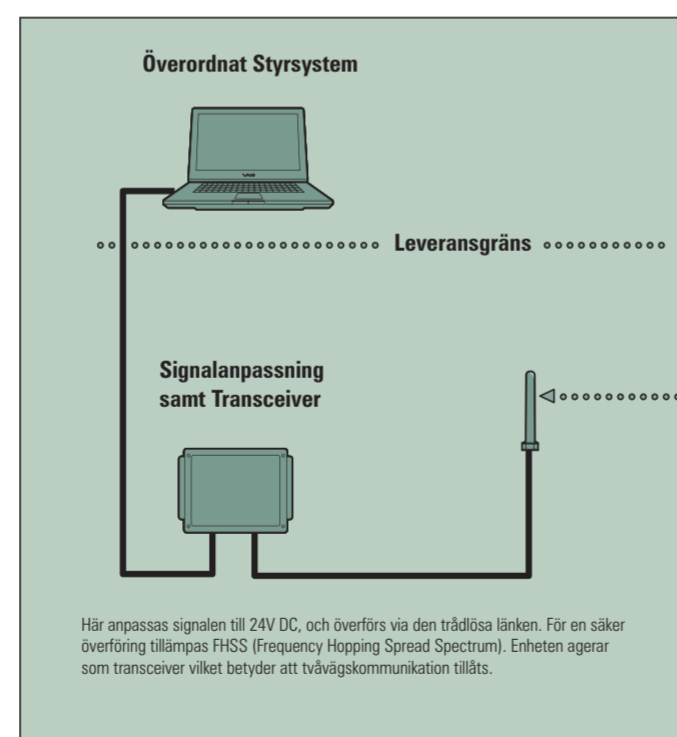 Överordnat Styrsystem
Leveransgräns
Signalanpassning
samt Transceiver
Här anpassas signalen till 24V DC, och överförs via den trådlösa länken. För en säker
överföring tillämpas FHSS (Frequency Hopping Spread Spectrum). Enheten agerar
som transceiver vilket betyder att tvåvägskommunikation tillåts.